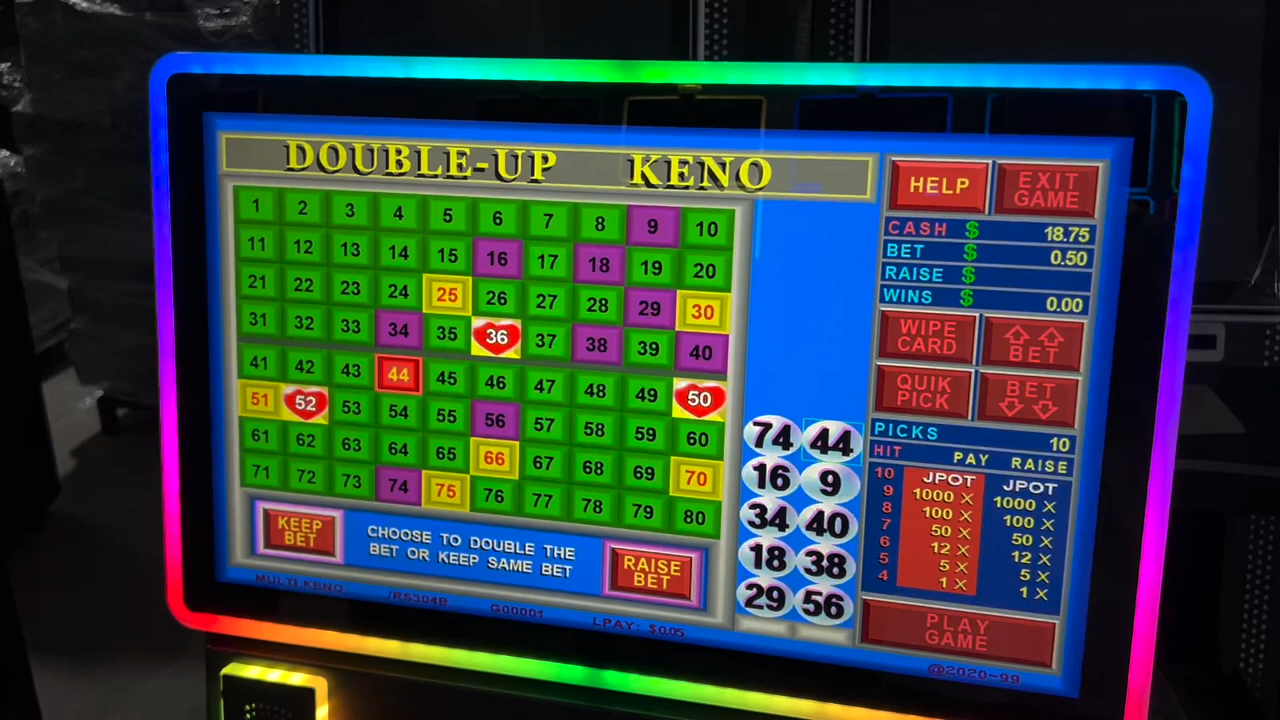 DOUBLE-UP KENO
1 2 3 4 5 6 7 8 9 10
11 12 13 14 15 16 17 18 19 20
21 22 23 24 25 26 27 28 29 30
31 32 33 34 35 36 37 38 39 40
41 42 43 44 45 46 47 48 49 50
51 52 53 54 55 56 57 58 59 60
61 62 63 64 65 66 67 68 69 70
71 72 73 74 75 76 77 78 79 80
KEEP
BET
CHOOSE TO DOUBLE THE
BET OR KEEP SAME BET
RAISE
BET
MULTI KENO /RS304B G00001 LPAY: $0.05
74 44
16 9
34 40
18 38
29 56
HELP
EXIT
GAME
CASH $ 18.75
BET $ 0.50
RAISE $
WINS $ 0.00
WIPE
CARD
BET
QUIK
PICK
BET
PICKS 10
HIT PAY RAISE
10 JPOT JPOT
9 1000 X 1000 X
8 100 X 100 X
7 50 X 50 X
6 12 X 12 X
5 5 X 5 X
4 1 X 1 X
PLAY
GAME
@2020~99